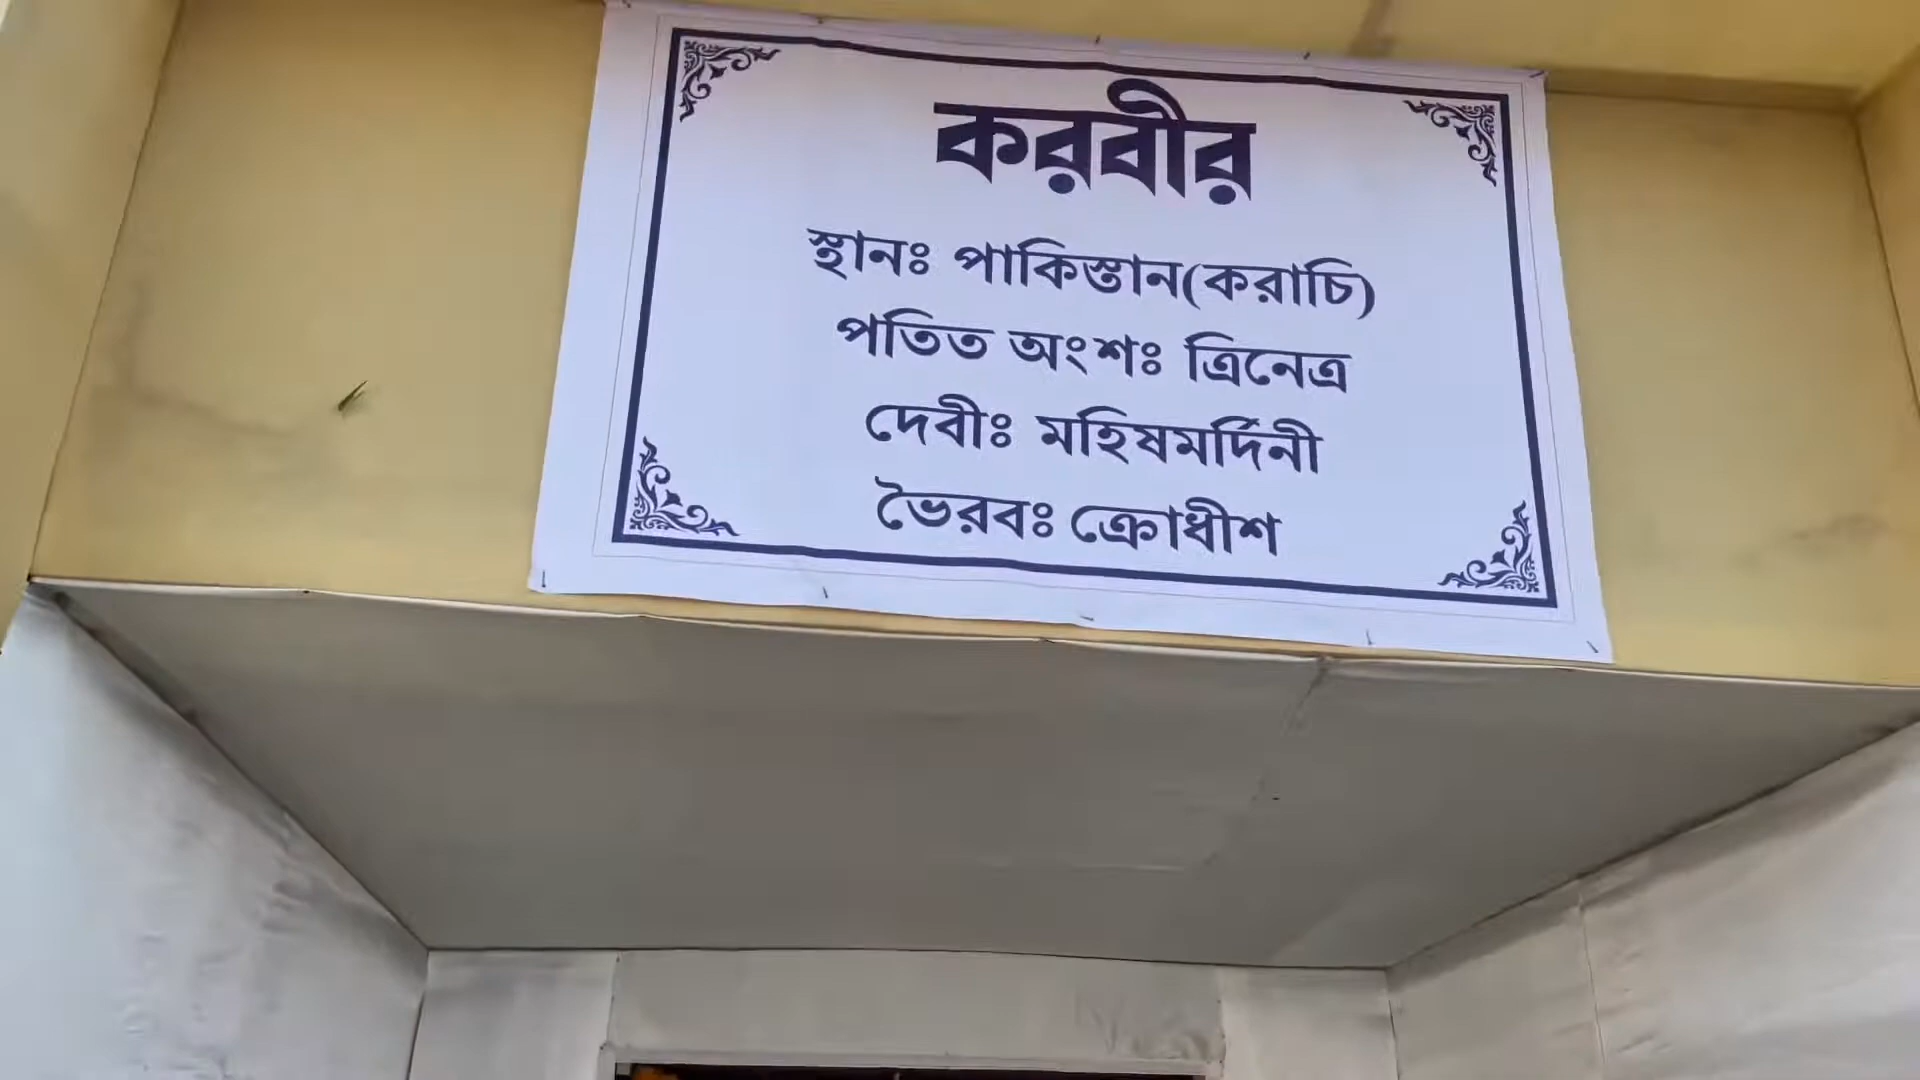 করবীর
স্থানঃ পাকিস্তান(করাচি)
পতিত অংশঃ ত্রিনেত্র
দেবীঃ মহিষমর্দিনী
ভৈরবঃ ক্রোধীশ